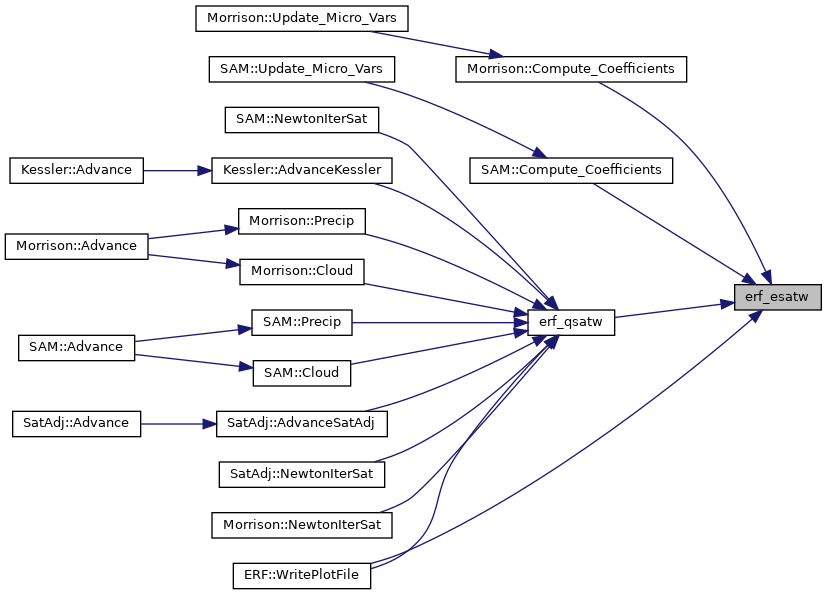 Morrison::Update_Micro_Vars
SAM::Update_Micro_Vars
Morrison::Compute_Coefficients
SAM::NewtonIterSat
Kessler::Advance
Kessler::AdvanceKessler
SAM::Compute_Coefficients
Morrison::Precip
Morrison::Advance
Morrison::Cloud
erf_esatw
SAM::Precip
erf_qsatw
SAM::Advance
SAM::Cloud
SatAdj::Advance
SatAdj::AdvanceSatAdj
SatAdj::NewtonIterSat
Morrison::NewtonIterSat
ERF::WritePlotFile